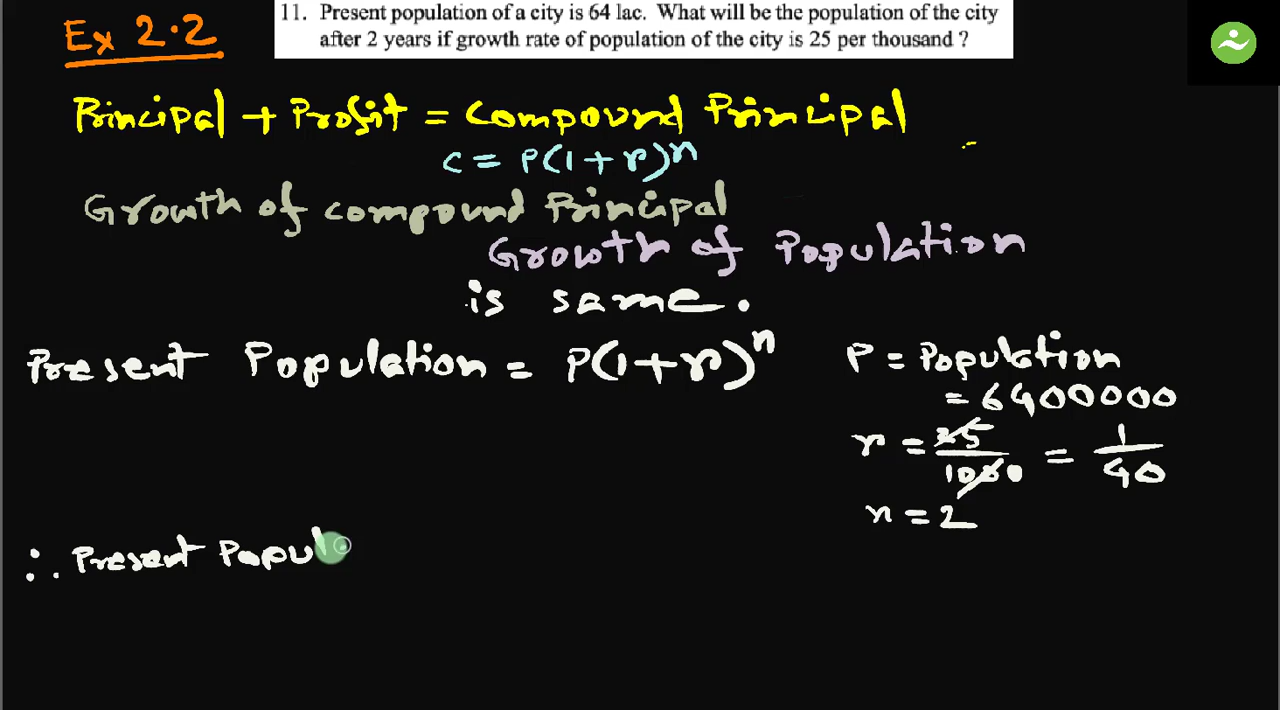 Ex 2.2
11. Present population of a city is 64 lac. What will be the population of the city
after 2 years if growth rate of population of the city is 25 per thousand ?
Principal + Profit = Compound Principal
C = P(1+r)^n
Growth of compound Principal
Growth of Population
is same.
Present Population = P(1+r)^n
P = Population
= 6400000
r = 25/1000 = 1/40
n = 2
∴ Present Popul